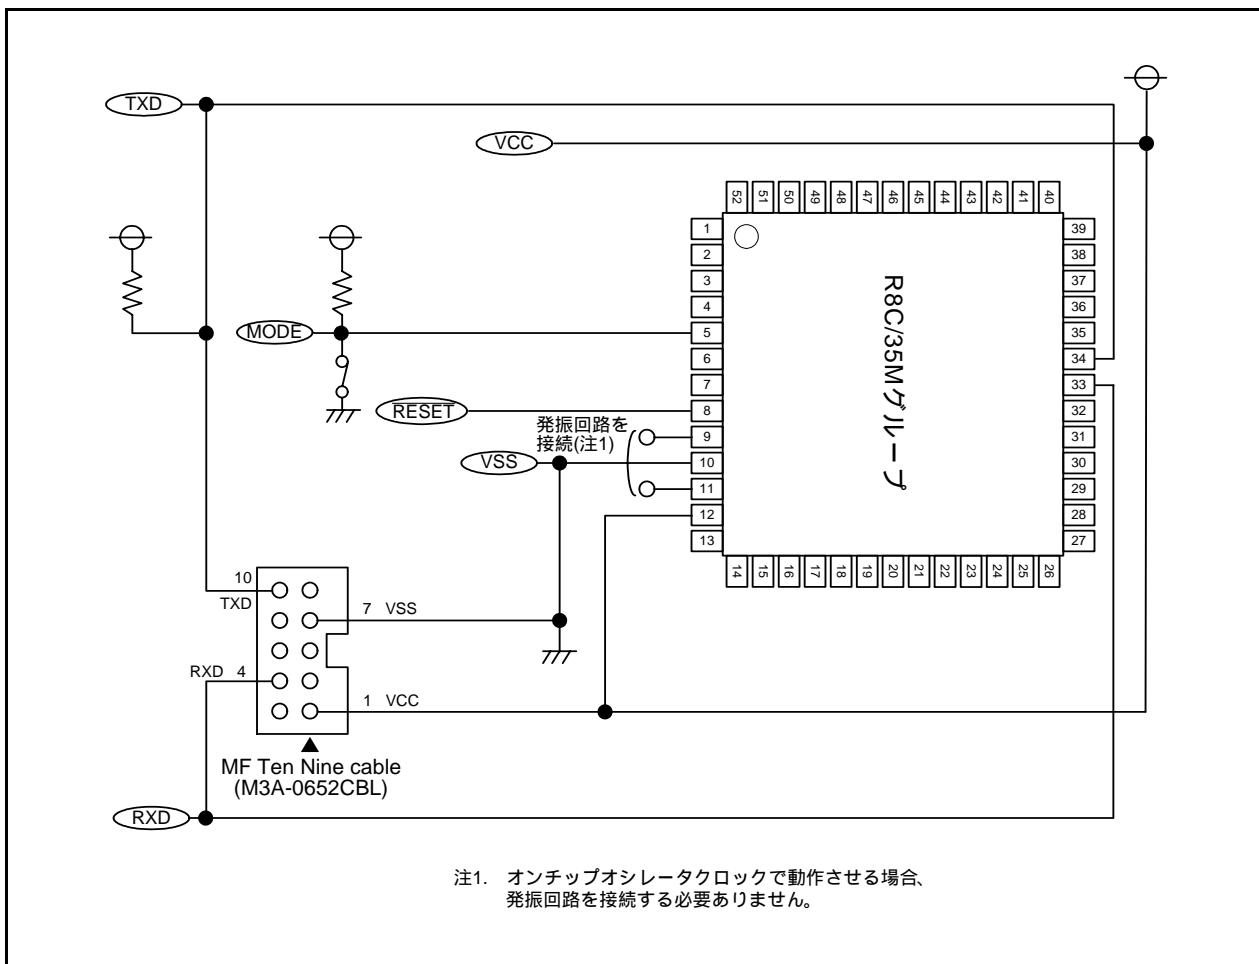 TXD
VCC
52 51 50 49 48 47 46 45 44 43 42 41 40
1
2
3
4
5
6
7
8
9
10
11
12
13
39
38
37
36
35
34
33
32
31
30
29
28
27
14 15 16 17 18 19 20 21 22 23 24 25 26
R8C/35Mグループ
MODE
RESET
発振回路を
接続(注1)
VSS
10
TXD
7 VSS
RXD 4
1 VCC
MF Ten Nine cable
(M3A-0652CBL)
RXD
注1. オンチップオシレータクロックで動作させる場合、
発振回路を接続する必要ありません。